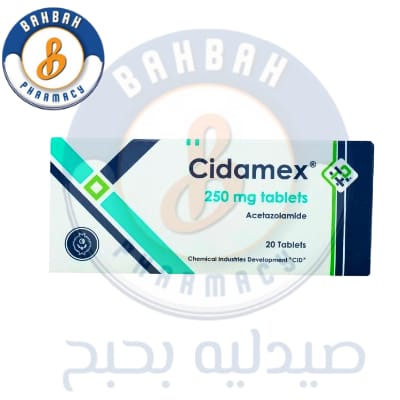 BAHBAH
PHARMACY
BAHBAH
Cidamex®
250 mg tablets
Acetazolamide
20 Tablets
Chemical Industries Development "CID"
PHARMACY
صيدليه بحبح